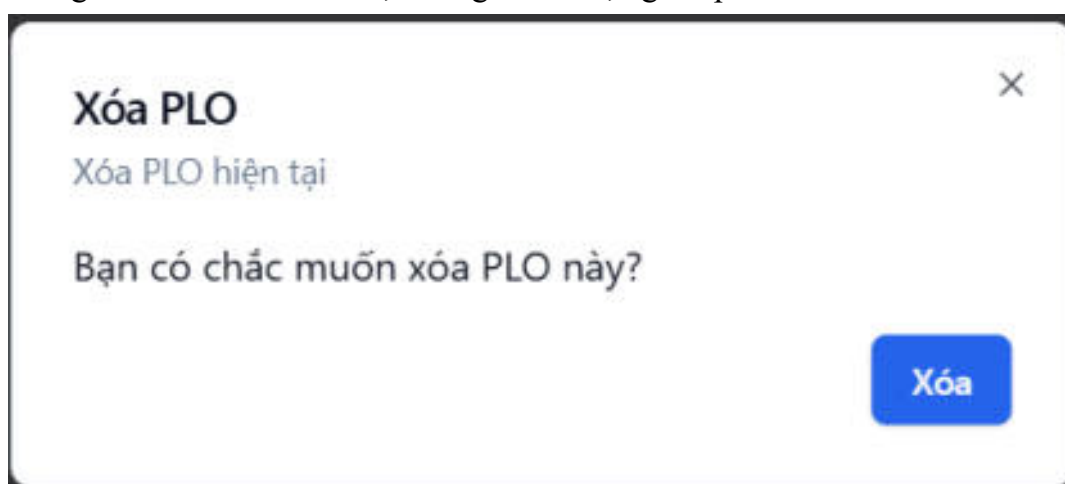 Xóa PLO
Xóa PLO hiện tại
Bạn có chắc muốn xóa PLO này?
Xóa